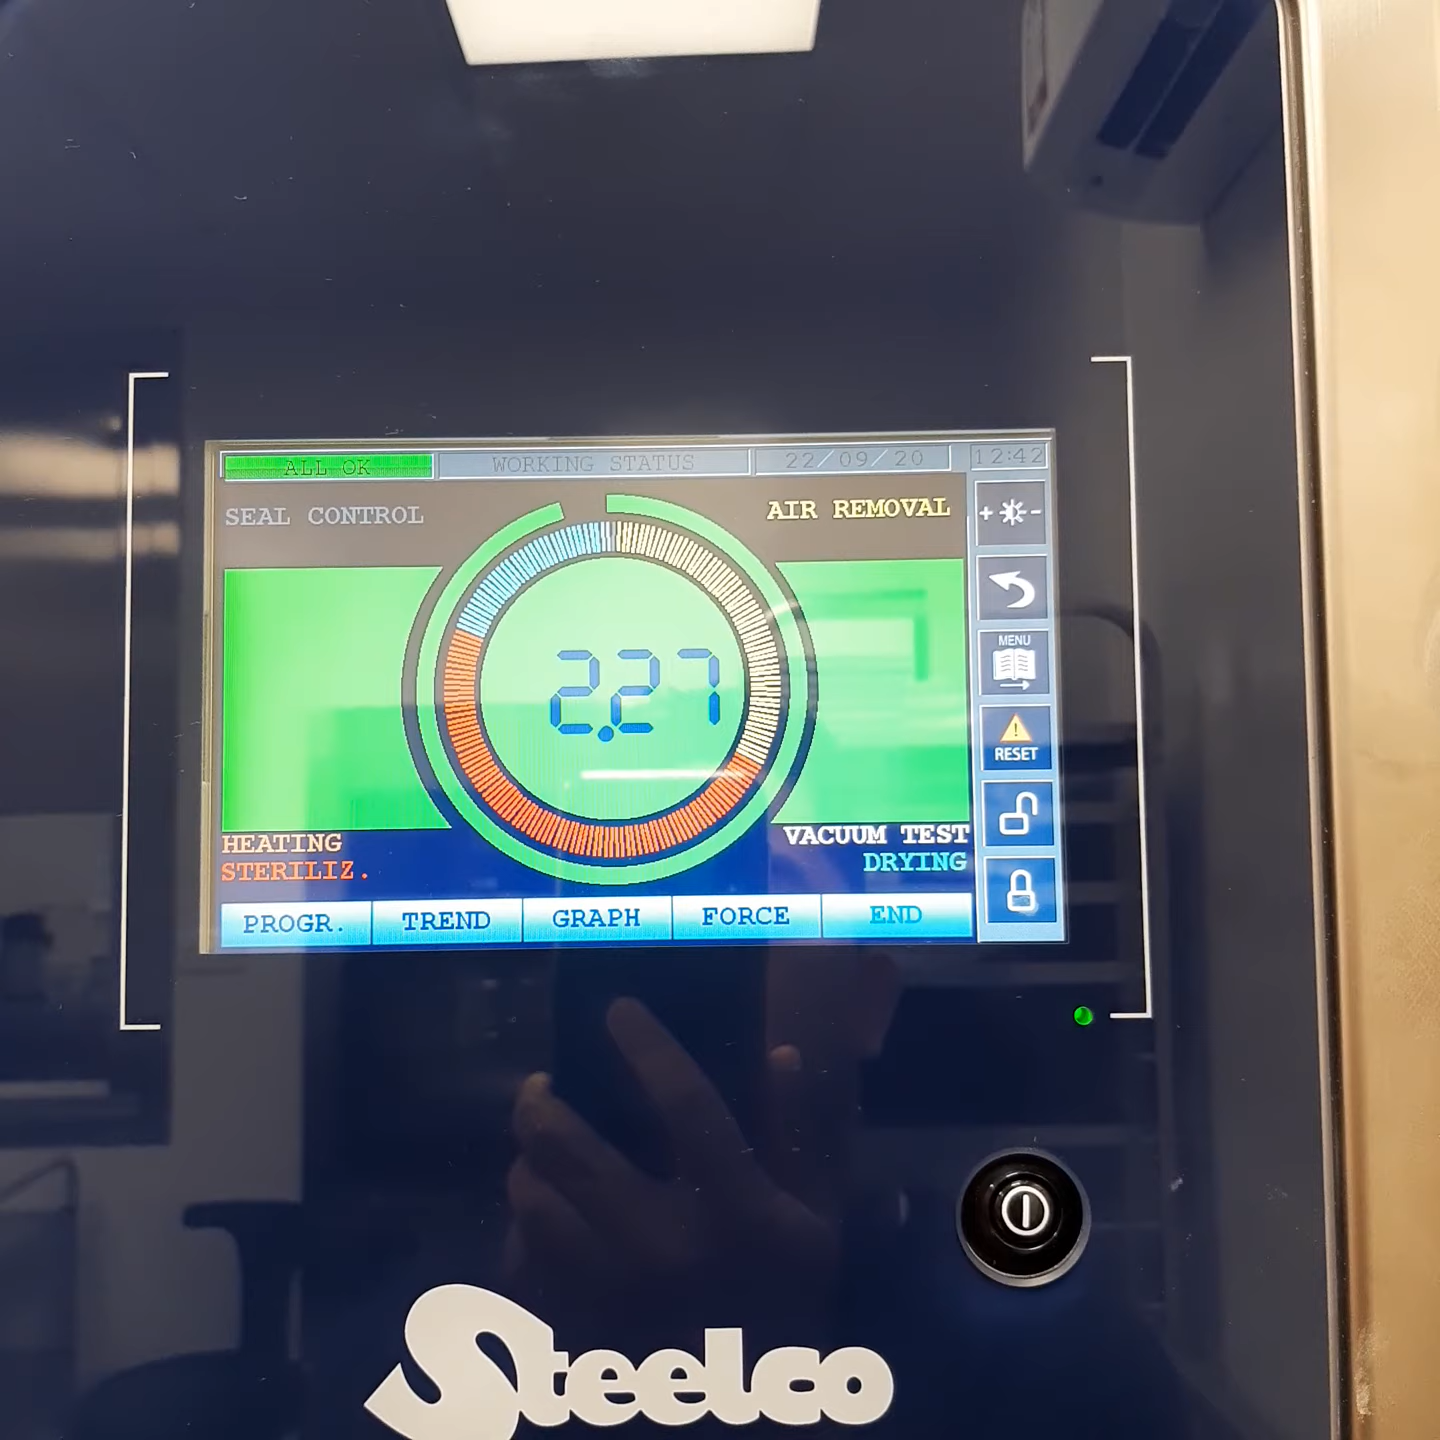 ALL OK
WORKING STATUS
22/09/20
12:42
SEAL CONTROL
AIR REMOVAL
2.27
MENU
RESET
HEATING
STERILIZ.
VACUUM TEST
DRYING
PROGR.
TREND
GRAPH
FORCE
END
Steelco